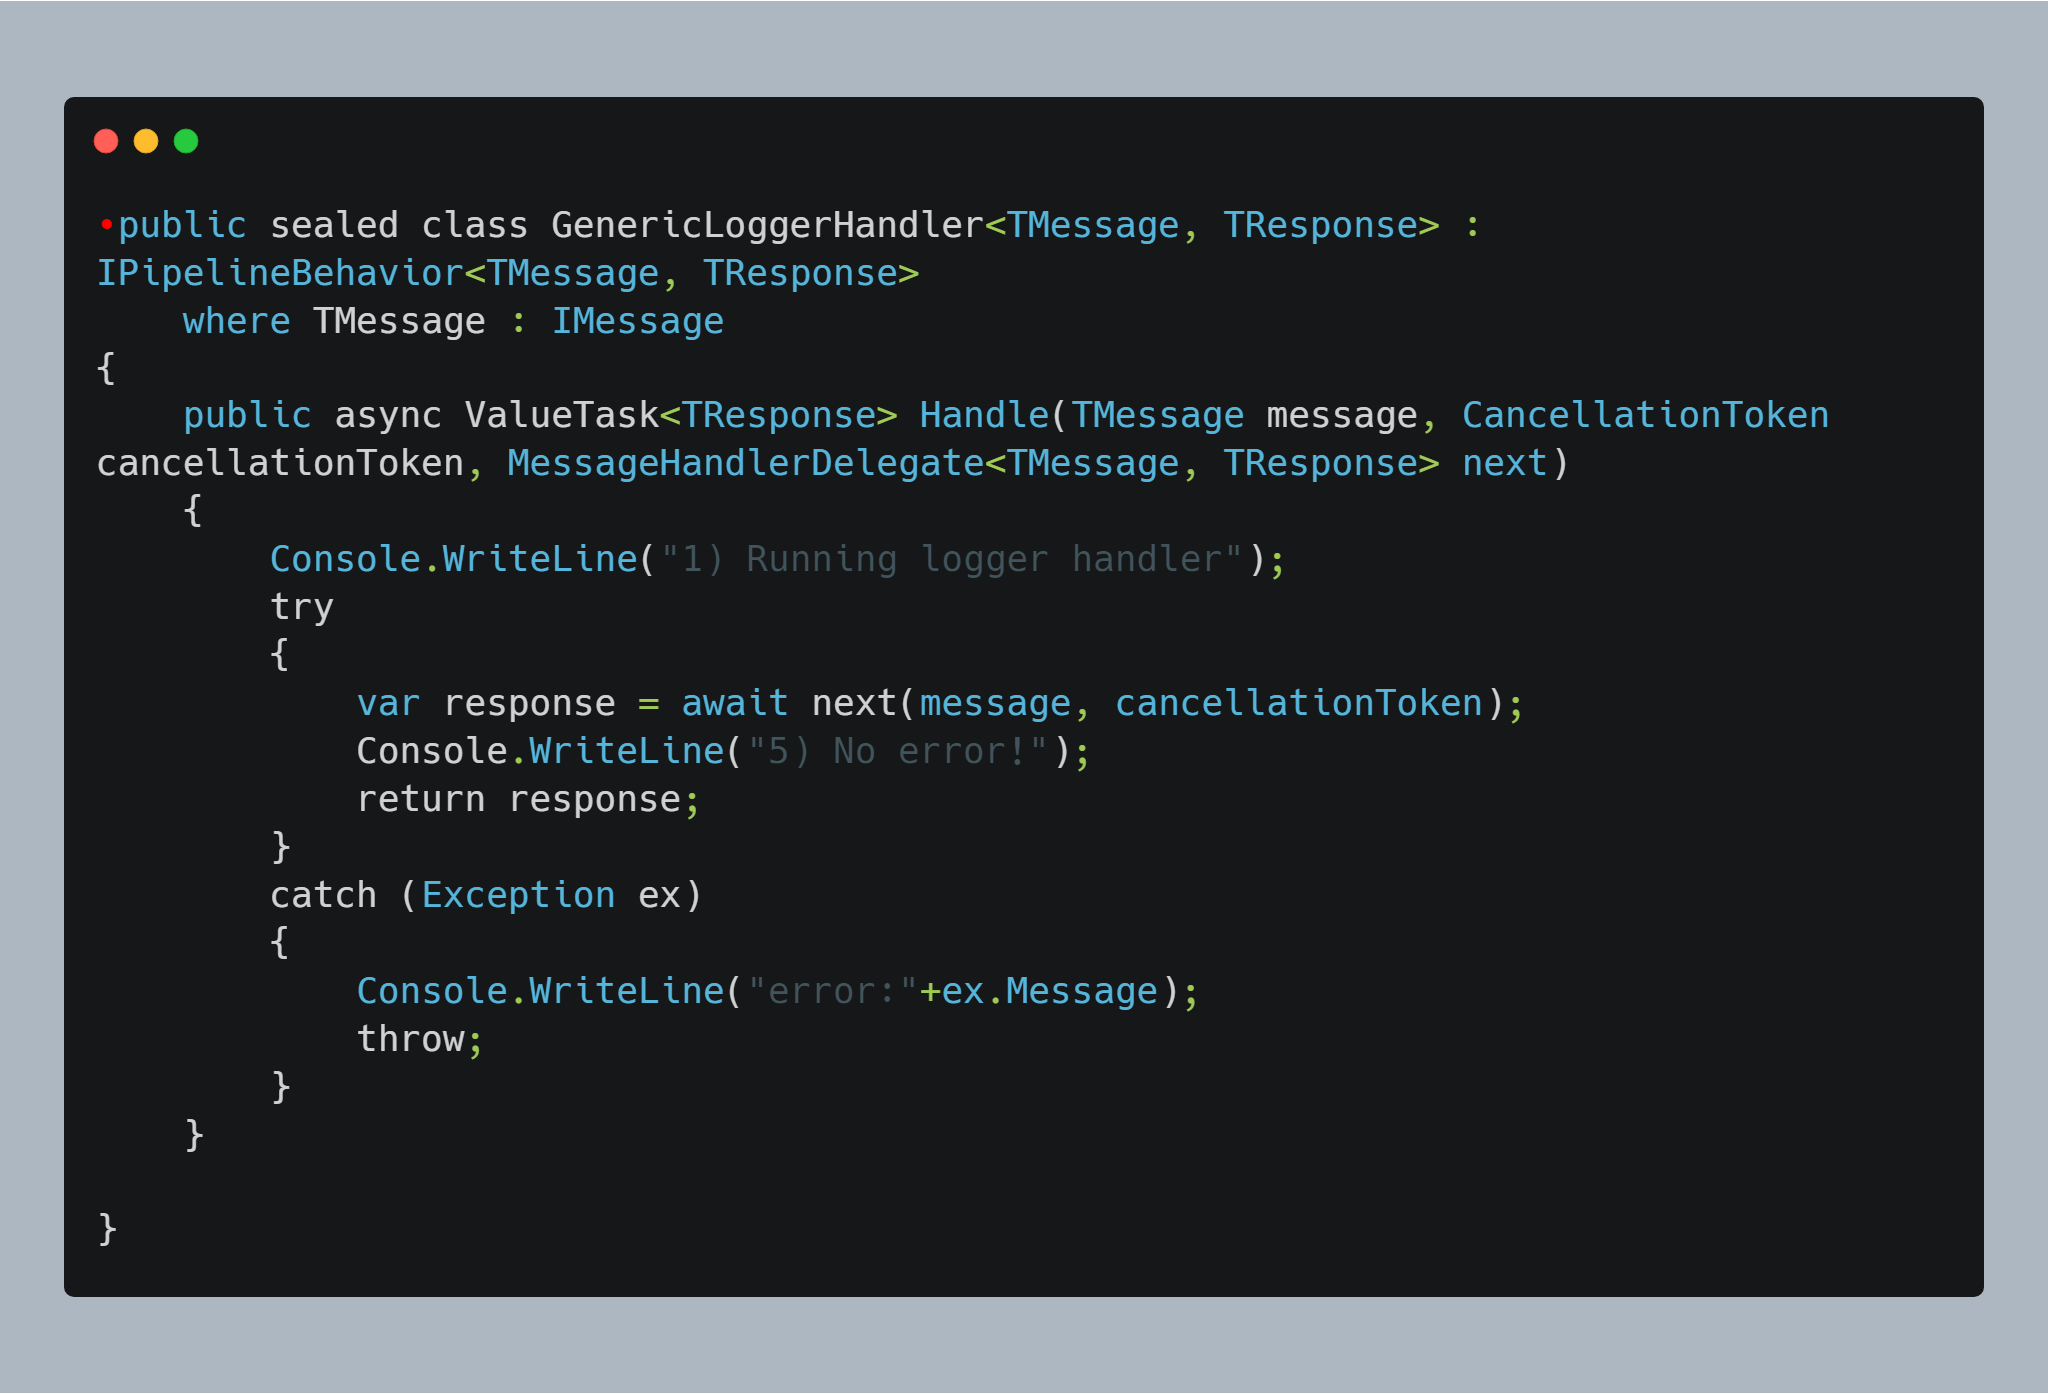 •public sealed class GenericLoggerHandler<TMessage, TResponse> :
IPipelineBehavior<TMessage, TResponse>
    where TMessage : IMessage
{
    public async ValueTask<TResponse> Handle(TMessage message, CancellationToken
cancellationToken, MessageHandlerDelegate<TMessage, TResponse> next)
    {
        Console.WriteLine("1) Running logger handler");
        try
        {
            var response = await next(message, cancellationToken);
            Console.WriteLine("5) No error!");
            return response;
        }
        catch (Exception ex)
        {
            Console.WriteLine("error:"+ex.Message);
            throw;
        }
    }

}